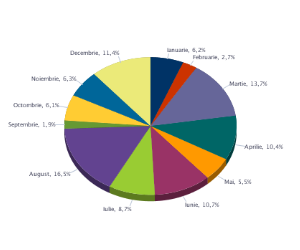 Ianuarie, 6,2%
Februarie, 2,7%
Martie, 13,7%
Aprilie, 10,4%
Mai, 5,5%
Iunie, 10,7%
Iulie, 8,7%
August, 16,5%
Septembrie, 1,9%
Octombrie, 6,1%
Noiembrie, 6,3%
Decembrie, 11,4%